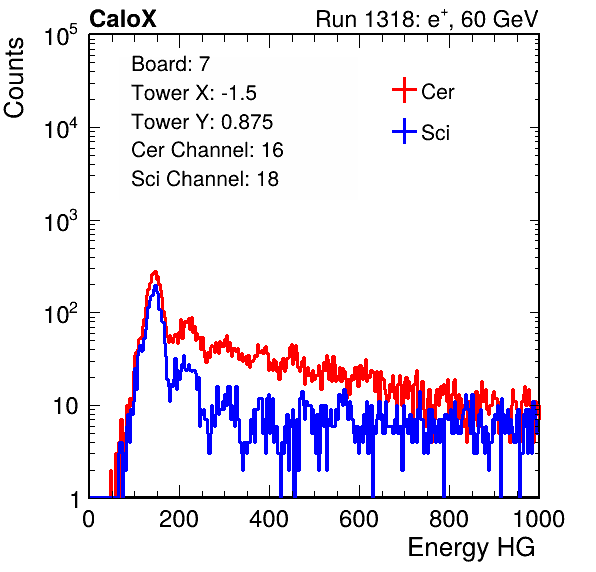 CaloX
Run 1318: e⁺, 60 GeV
Counts
10⁵
10⁴
10³
10²
10
1
Board: 7
Tower X: -1.5
Tower Y: 0.875
Cer Channel: 16
Sci Channel: 18
Cer
Sci
0 200 400 600 800 1000
Energy HG